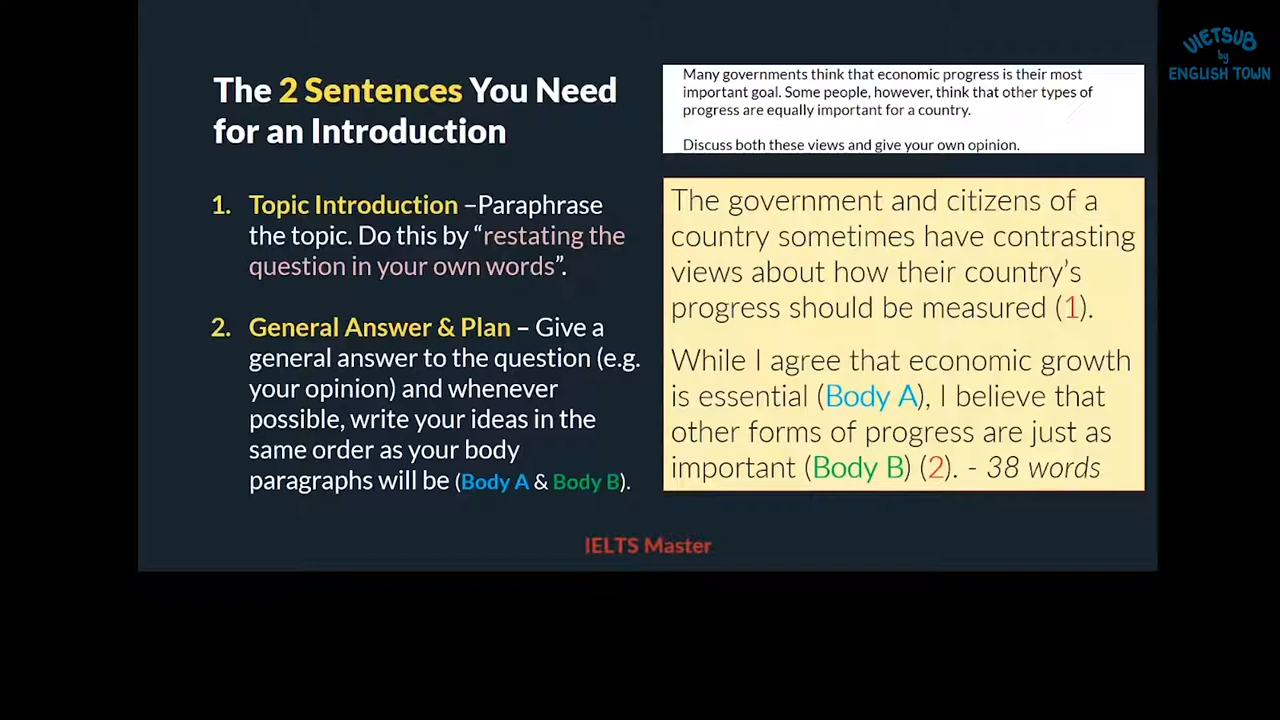 The 2 Sentences You Need
for an Introduction
1. Topic Introduction –Paraphrase
the topic. Do this by “restating the
question in your own words”.
2. General Answer & Plan – Give a
general answer to the question (e.g.
your opinion) and whenever
possible, write your ideas in the
same order as your body
paragraphs will be (Body A & Body B).
Many governments think that economic progress is their most
important goal. Some people, however, think that other types of
progress are equally important for a country.
Discuss both these views and give your own opinion.
The government and citizens of a
country sometimes have contrasting
views about how their country’s
progress should be measured (1).
While I agree that economic growth
is essential (Body A), I believe that
other forms of progress are just as
important (Body B) (2). - 38 words
IELTS Master
VIETSUB
by
ENGLISH TOWN